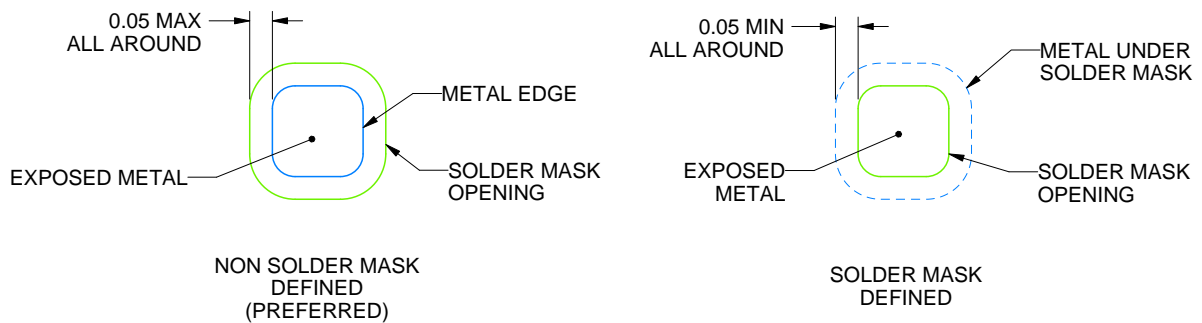 0.05 MAX
ALL AROUND
METAL EDGE
EXPOSED METAL
SOLDER MASK
OPENING
NON SOLDER MASK
DEFINED
(PREFERRED)
0.05 MIN
ALL AROUND
METAL UNDER
SOLDER MASK
EXPOSED
METAL
SOLDER MASK
OPENING
SOLDER MASK
DEFINED